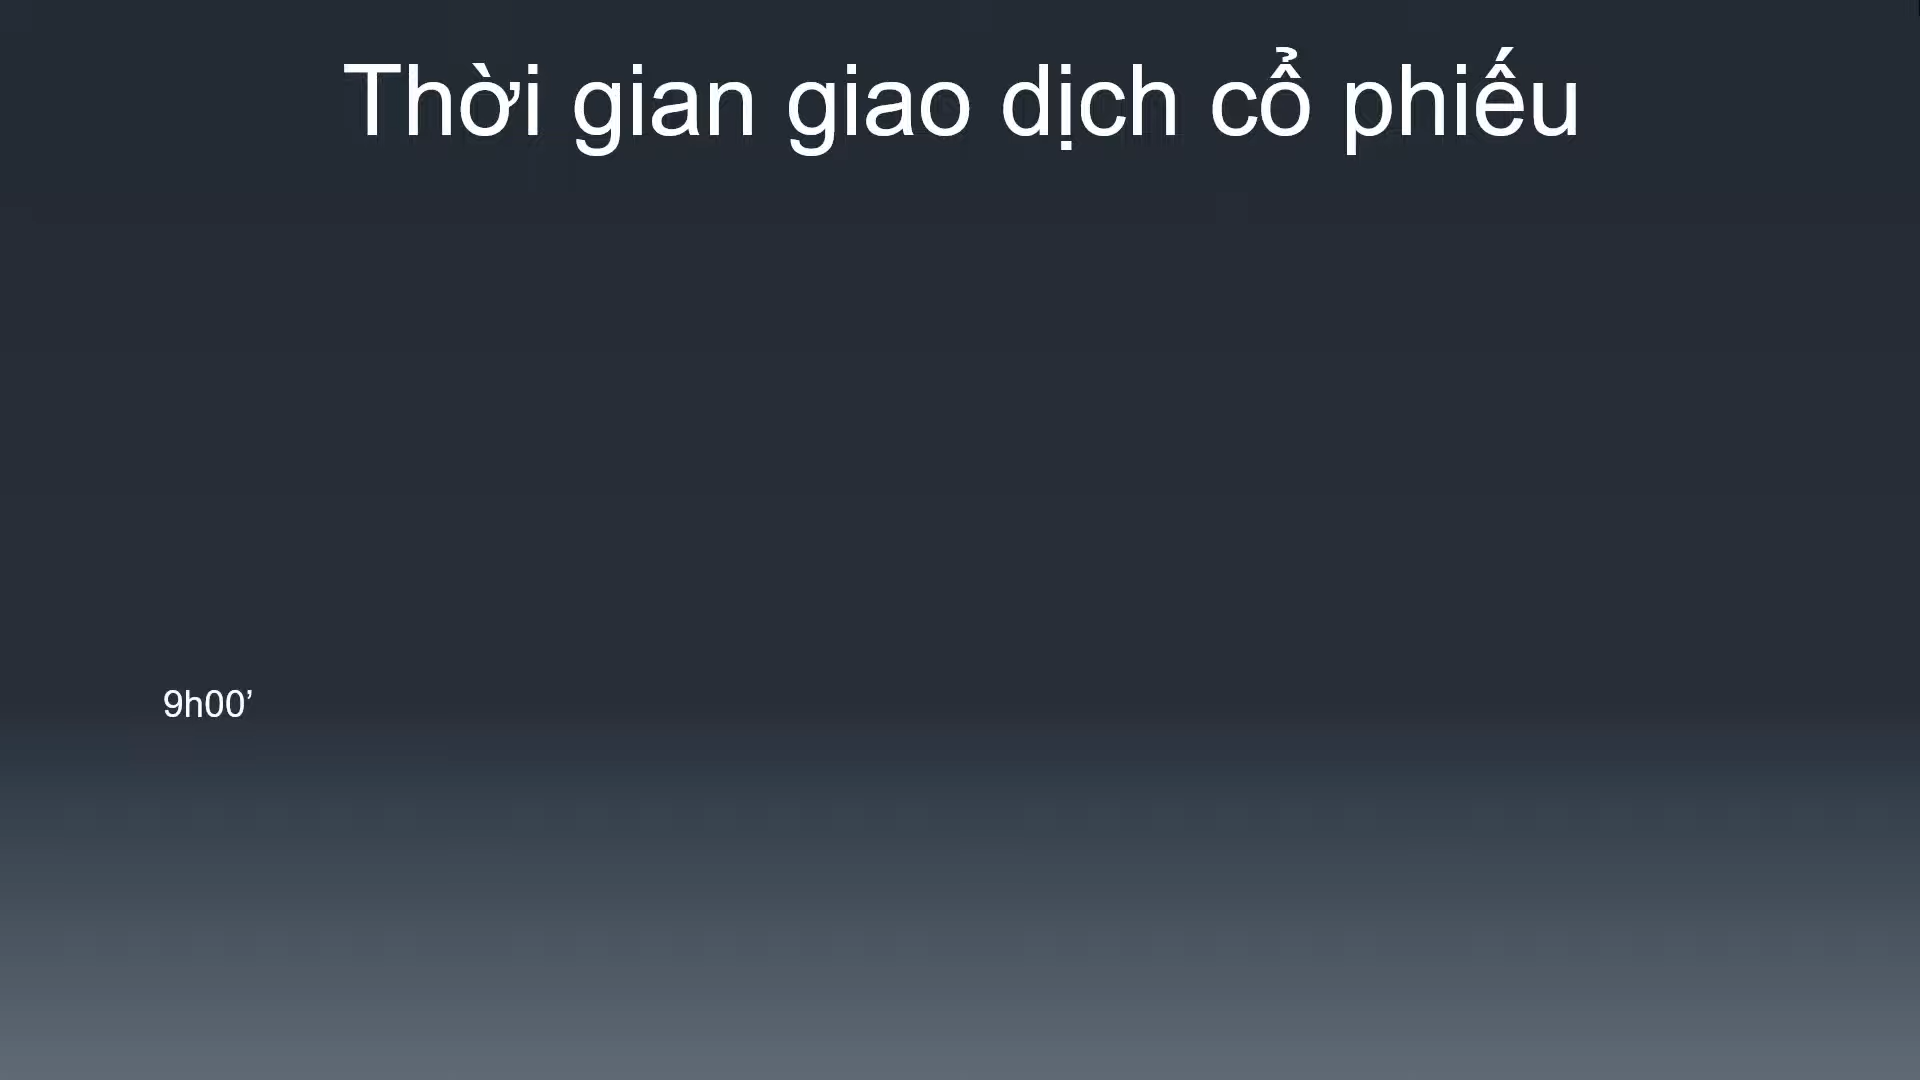 Thời gian giao dịch cổ phiếu
9h00’